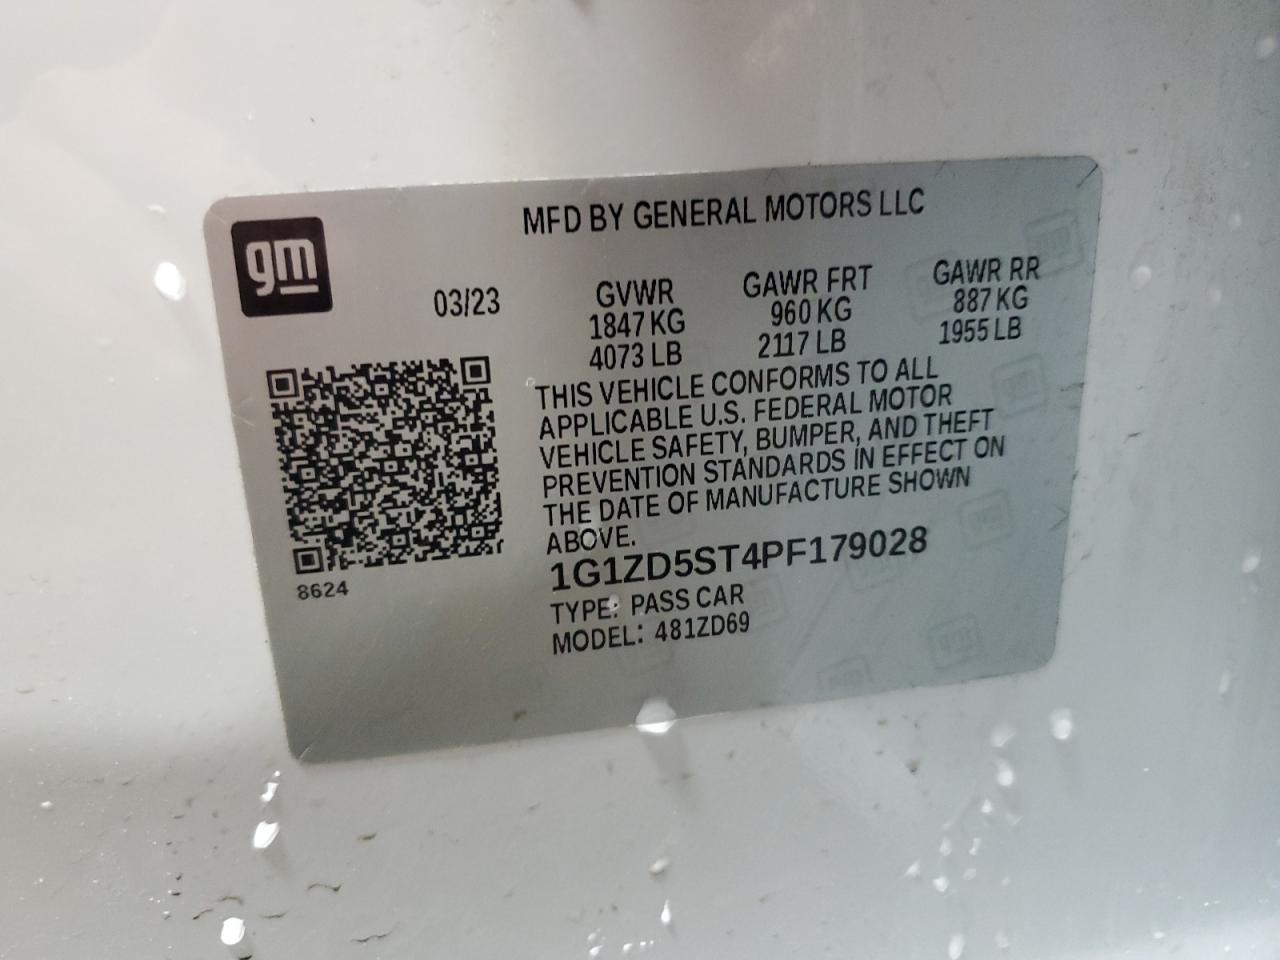 MFD BY GENERAL MOTORS LLC
gm
03/23
GVWR
1847 KG
4073 LB
GAWR FRT
960 KG
2117 LB
GAWR RR
887 KG
1955 LB
THIS VEHICLE CONFORMS TO ALL
APPLICABLE U.S. FEDERAL MOTOR
VEHICLE SAFETY, BUMPER, AND THEFT
PREVENTION STANDARDS IN EFFECT ON
THE DATE OF MANUFACTURE SHOWN
ABOVE.
8624
1G1ZD5ST4PF179028
TYPE: PASS CAR
MODEL: 481ZD69